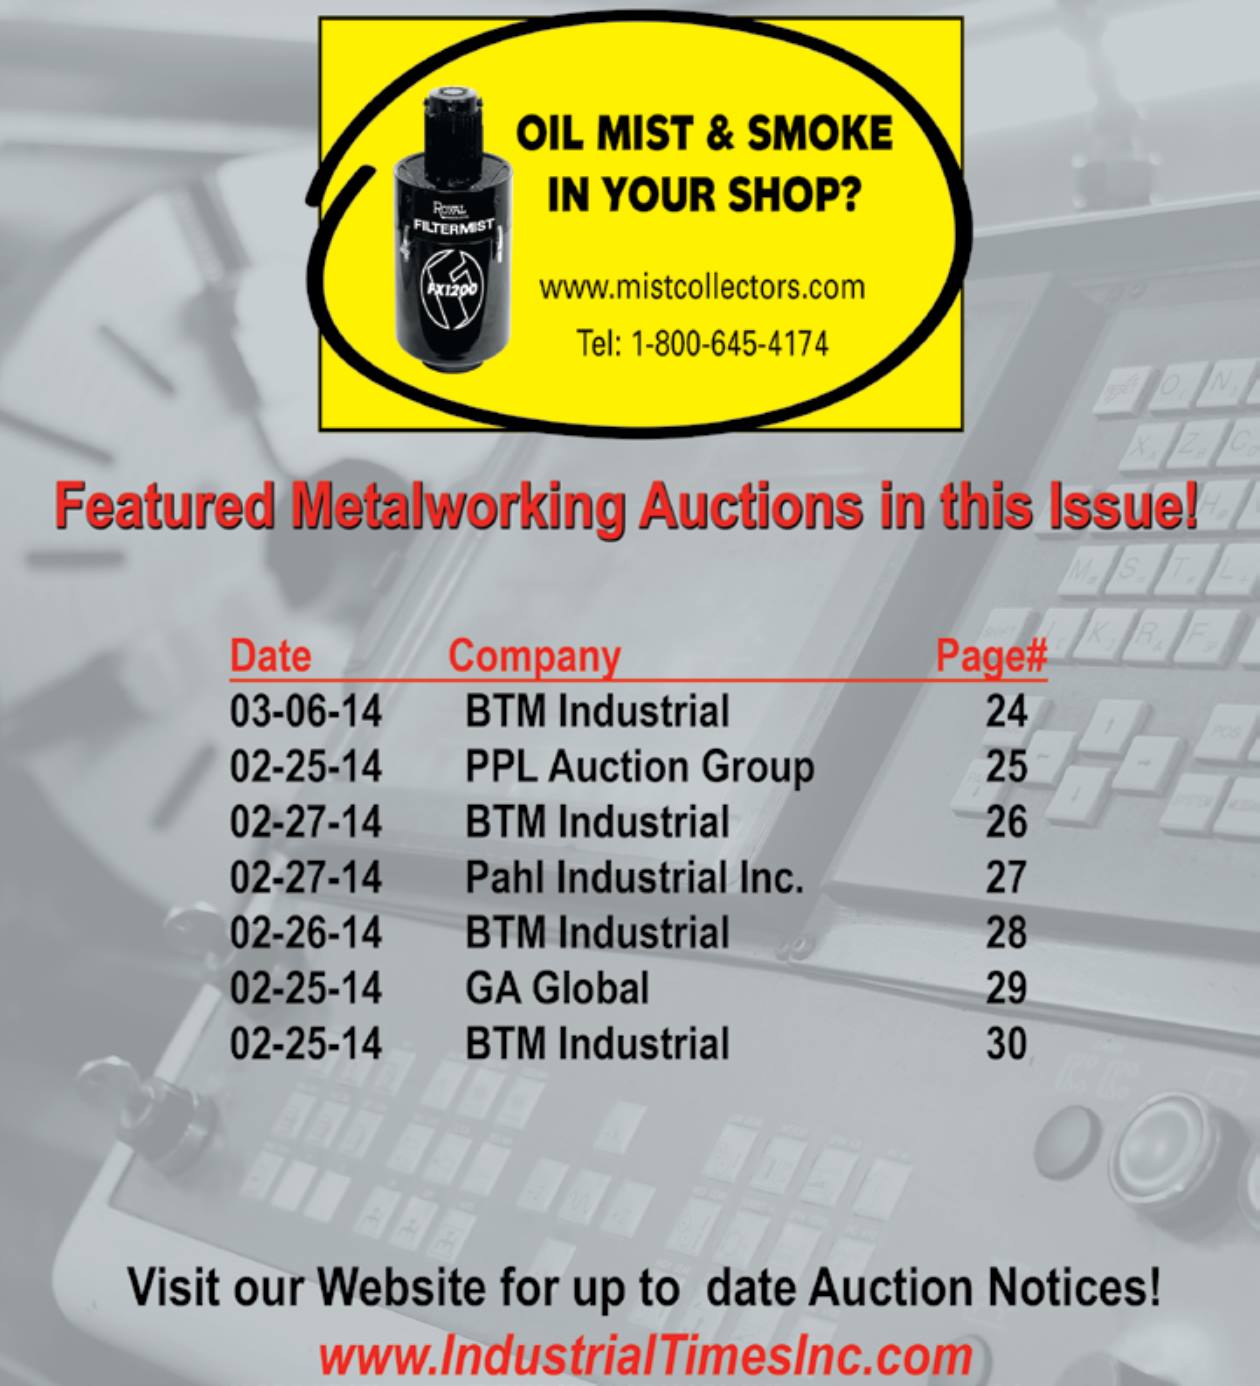 OIL MIST & SMOKE
IN YOUR SHOP?
ROYAL
FILTERMIST
FX1200
www.mistcollectors.com
Tel: 1-800-645-4174
Featured Metalworking Auctions in this Issue!
Date Company Page#
03-06-14 BTM Industrial 24
02-25-14 PPL Auction Group 25
02-27-14 BTM Industrial 26
02-27-14 Pahl Industrial Inc. 27
02-26-14 BTM Industrial 28
02-25-14 GA Global 29
02-25-14 BTM Industrial 30
Visit our Website for up to date Auction Notices!
www.IndustrialTimesInc.com